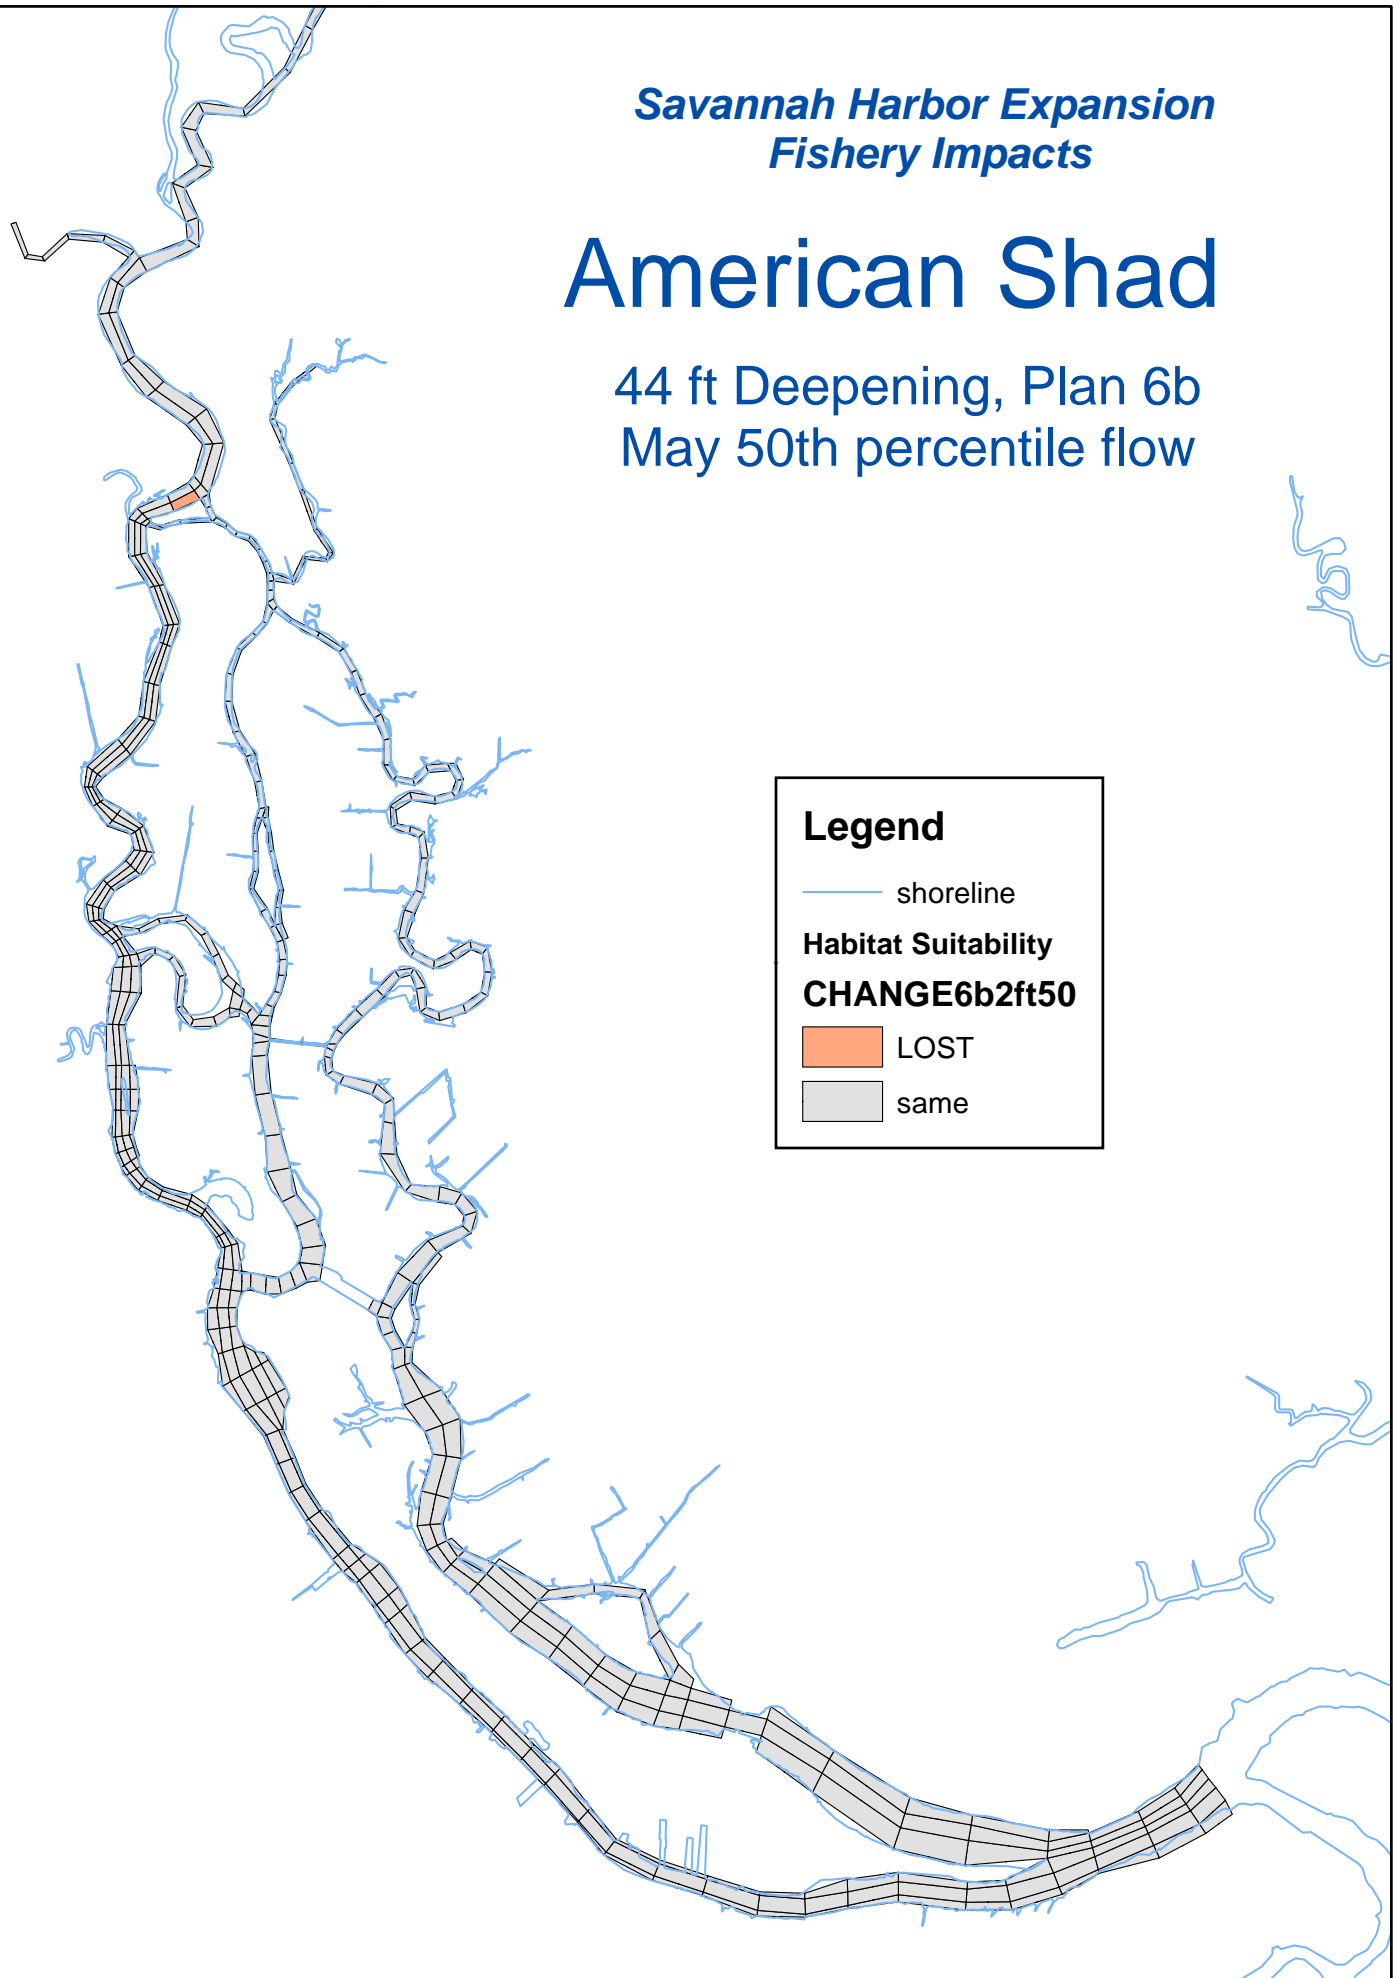 Savannah Harbor Expansion
Fishery Impacts
American Shad
44 ft Deepening, Plan 6b
May 50th percentile flow
Legend
shoreline
Habitat Suitability
CHANGE6b2ft50
LOST
same